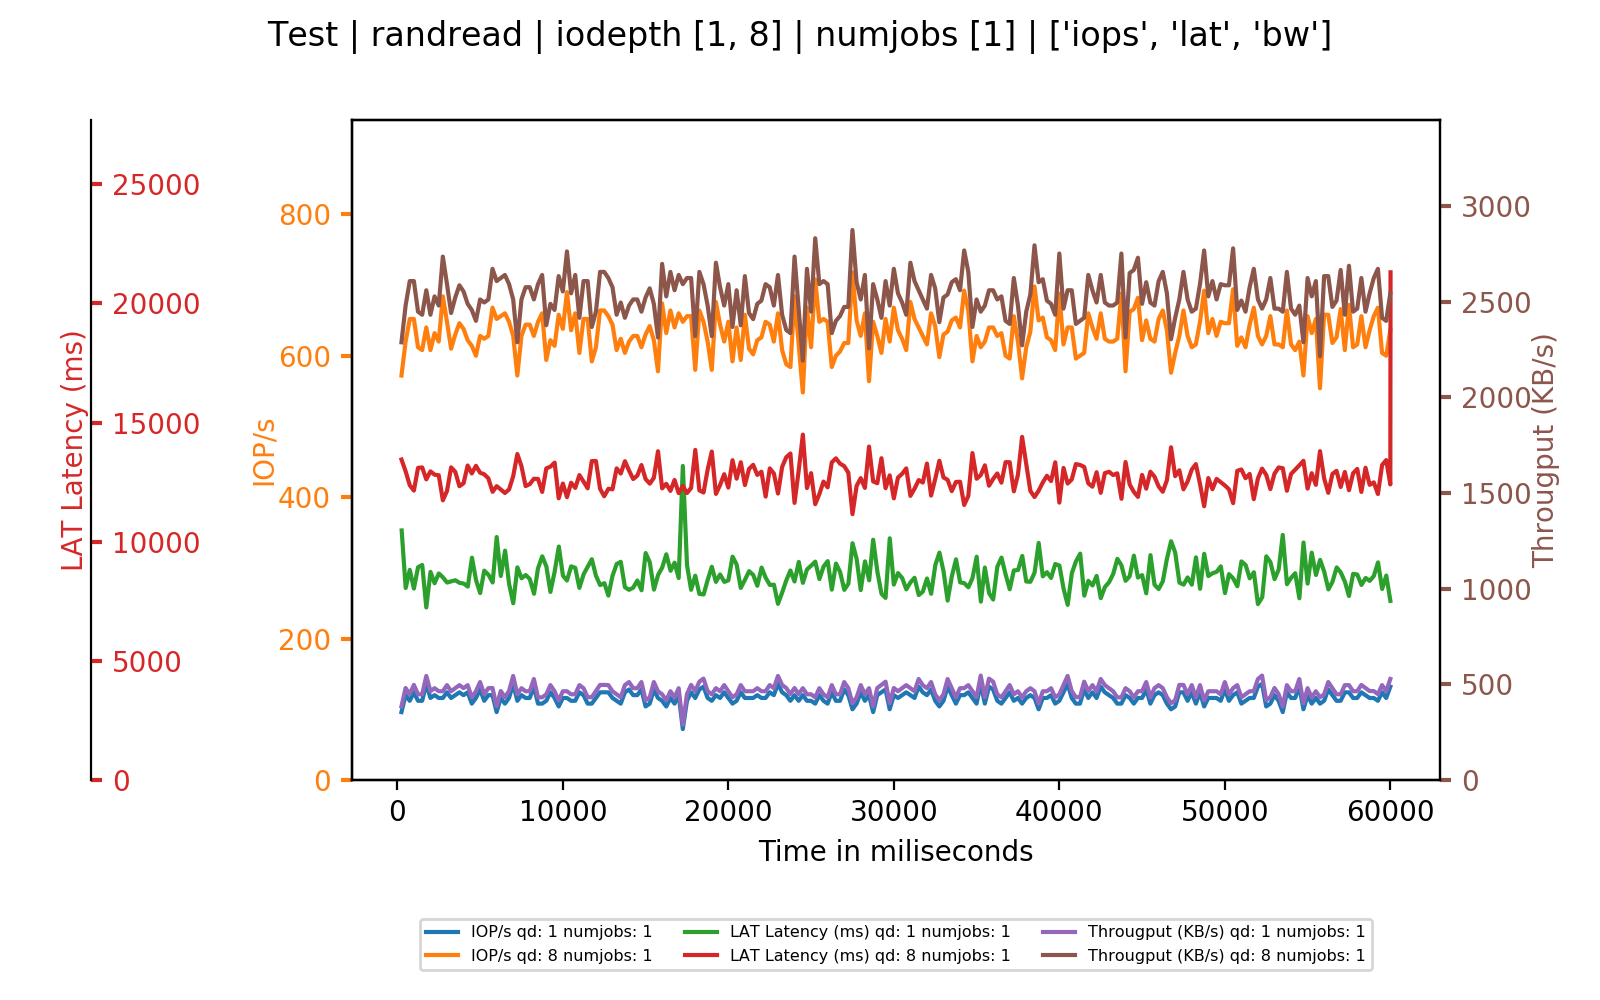 Test | randread | iodepth [1, 8] | numjobs [1] | ['iops', 'lat', 'bw']
LAT Latency (ms)
25000
20000
15000
10000
5000
0
IOP/s
800
600
400
200
0
3000
2500
2000
1500
1000
500
0
Througput (KB/s)
0 10000 20000 30000 40000 50000 60000
Time in miliseconds
IOP/s qd: 1 numjobs: 1 LAT Latency (ms) qd: 1 numjobs: 1 Througput (KB/s) qd: 1 numjobs: 1
IOP/s qd: 8 numjobs: 1 LAT Latency (ms) qd: 8 numjobs: 1 Througput (KB/s) qd: 8 numjobs: 1